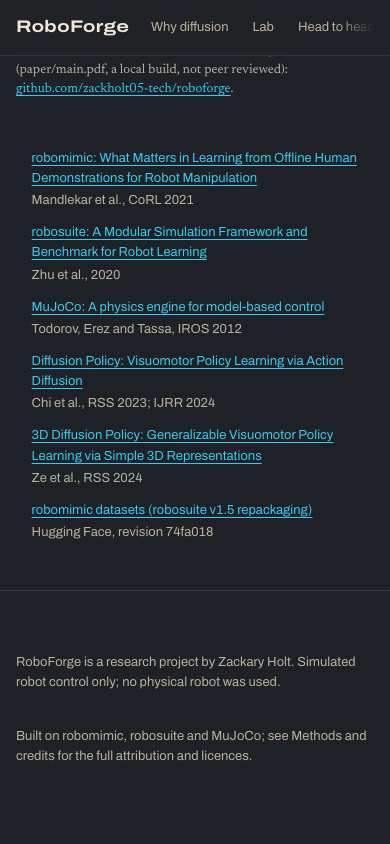 RoboForge Why diffusion Lab Head to head
(paper/main.pdf, a local build, not peer reviewed):
github.com/zackholt05-tech/roboforge.
robomimic: What Matters in Learning from Offline Human
Demonstrations for Robot Manipulation
Mandlekar et al., CoRL 2021
robosuite: A Modular Simulation Framework and
Benchmark for Robot Learning
Zhu et al., 2020
MuJoCo: A physics engine for model-based control
Todorov, Erez and Tassa, IROS 2012
Diffusion Policy: Visuomotor Policy Learning via Action
Diffusion
Chi et al., RSS 2023; IJRR 2024
3D Diffusion Policy: Generalizable Visuomotor Policy
Learning via Simple 3D Representations
Ze et al., RSS 2024
robomimic datasets (robosuite v1.5 repackaging)
Hugging Face, revision 74fa018
RoboForge is a research project by Zackary Holt. Simulated
robot control only; no physical robot was used.
Built on robomimic, robosuite and MuJoCo; see Methods and
credits for the full attribution and licences.